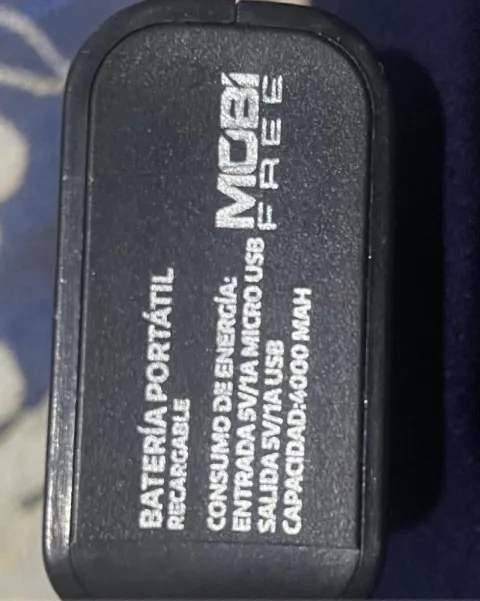 MOBI
FREE
BATERÍA PORTÁTIL
RECARGABLE
CONSUMO DE ENERGÍA:
ENTRADA 5V/1A MICRO USB
SALIDA 5V/1A USB
CAPACIDAD:4000 MAH